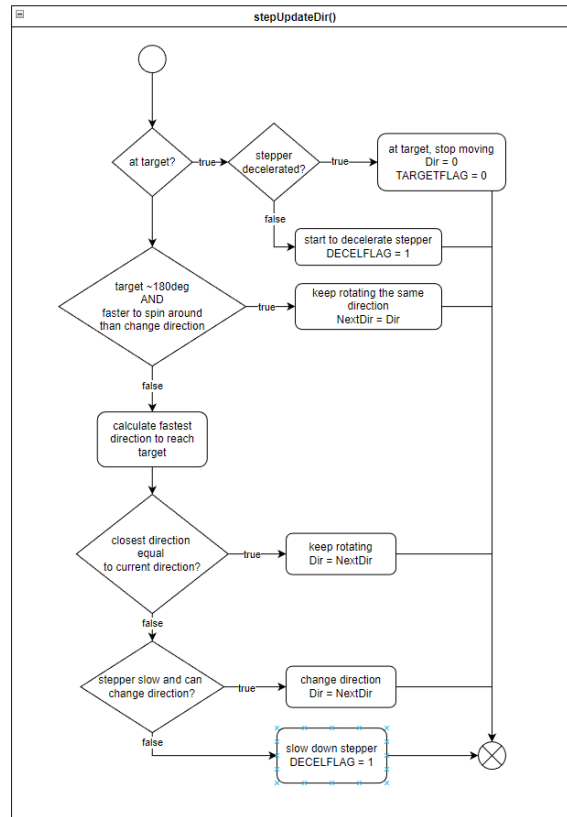 stepUpdateDir()
at target?
true
stepper
decelerated?
true
at target, stop moving
Dir = 0
TARGETFLAG = 0
false
start to decelerate stepper
DECELFLAG = 1
target ~180deg
AND
faster to spin around
than change direction
true
keep rotating the same
direction
NextDir = Dir
false
calculate fastest
direction to reach
target
closest direction
equal
to current direction?
true
keep rotating
Dir = NextDir
false
stepper slow and can
change direction?
true
change direction
Dir = NextDir
false
slow down stepper
DECELFLAG = 1